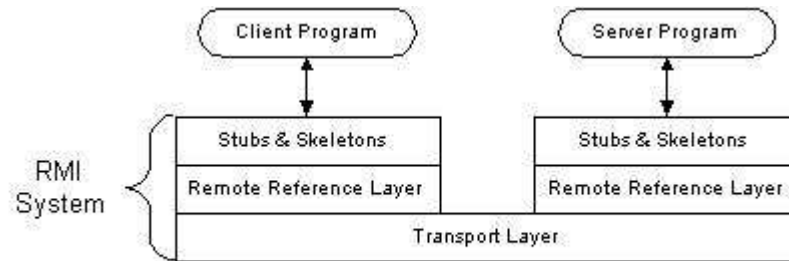 Client Program
Server Program
Stubs & Skeletons
Stubs & Skeletons
RMI
System
Remote Reference Layer
Remote Reference Layer
Transport Layer